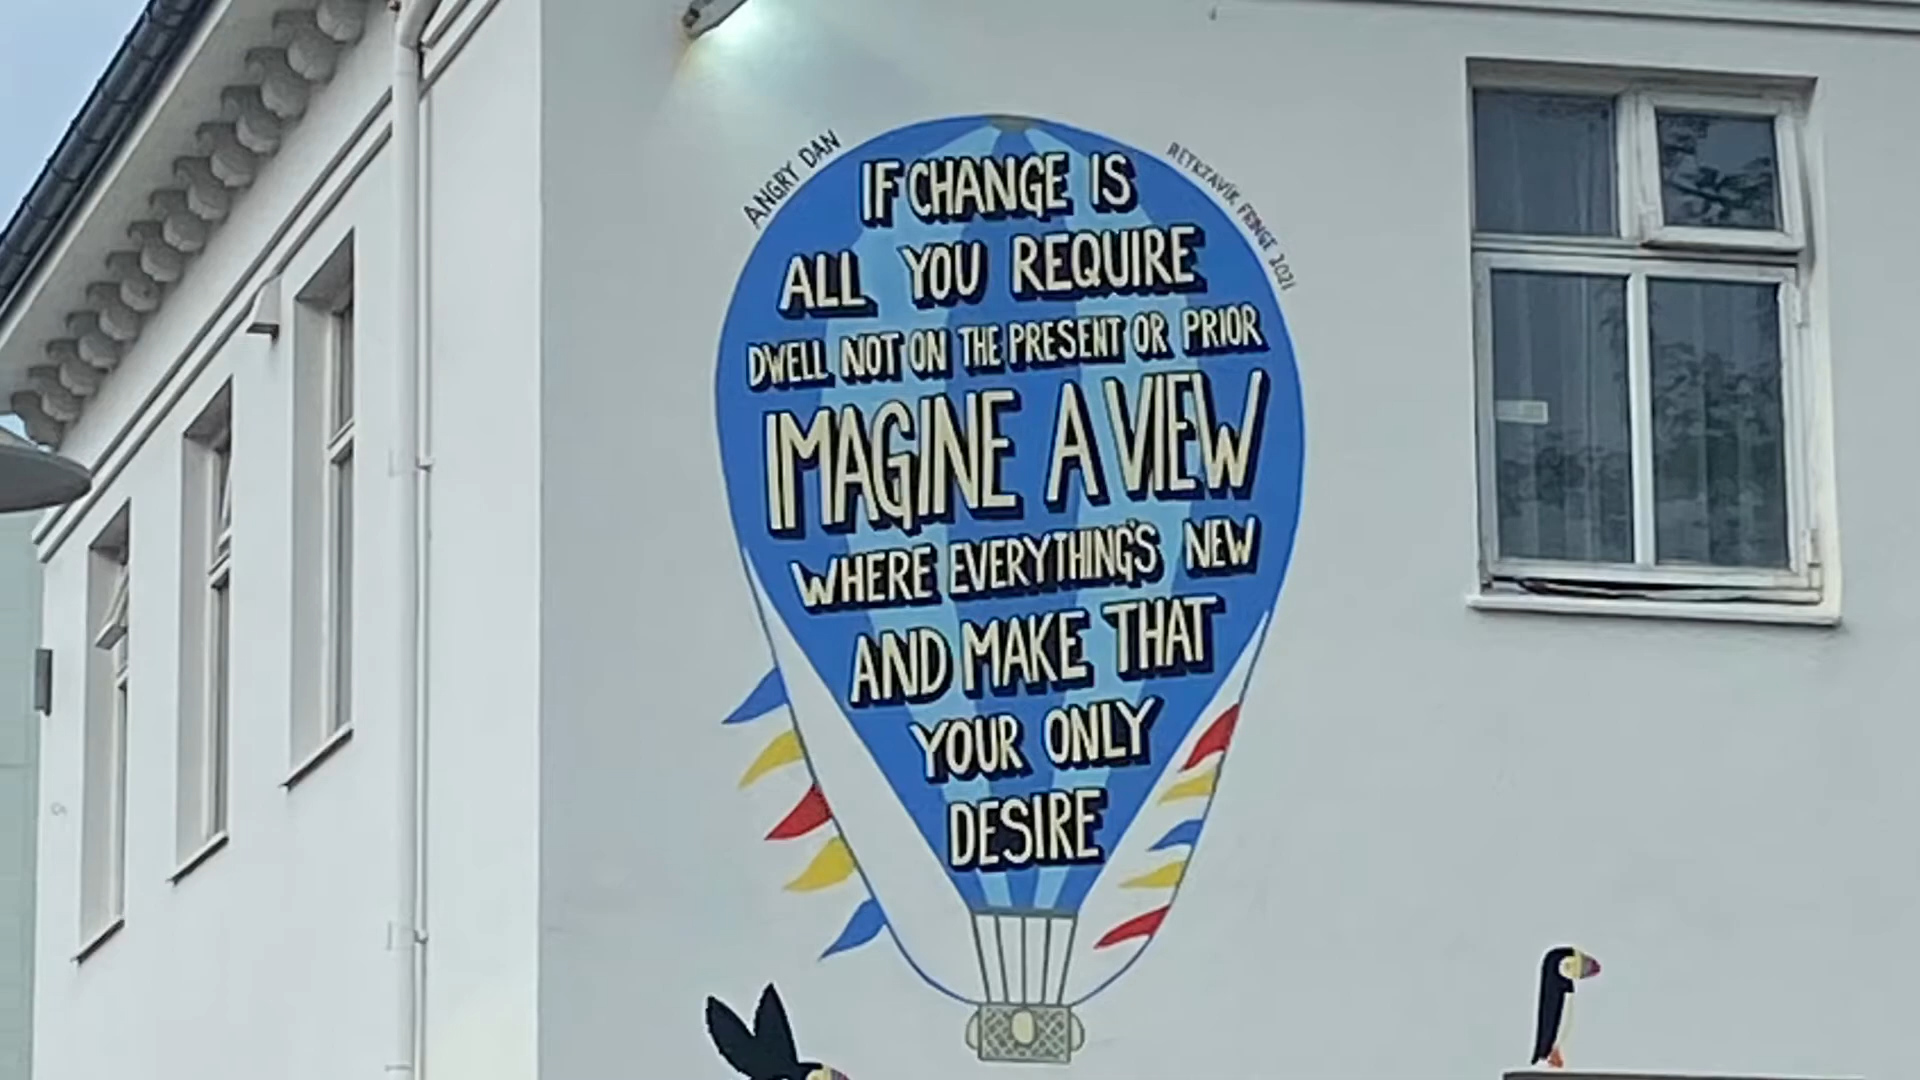 ANGRY DAN
REYKJAVÍK FRINGE 2021
IF CHANGE IS
ALL YOU REQUIRE
DWELL NOT ON THE PRESENT OR PRIOR
IMAGINE A VIEW
WHERE EVERYTHING'S NEW
AND MAKE THAT
YOUR ONLY
DESIRE